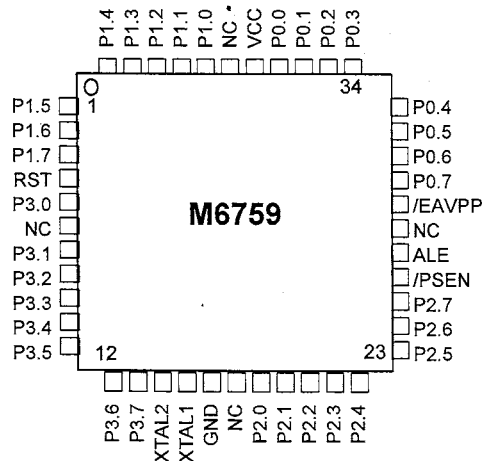 P1.4 P1.3 P1.2 P1.1 P1.0 NC VCC P0.0 P0.1 P0.2 P0.3
1 34
P1.5 P0.4
P1.6 P0.5
P1.7 P0.6
RST P0.7
P3.0 M6759 /EAVPP
NC NC
P3.1 ALE
P3.2 /PSEN
P3.3 P2.7
P3.4 P2.6
P3.5 P2.5
12 23
P3.6 P3.7 XTAL2 XTAL1 GND NC P2.0 P2.1 P2.2 P2.3 P2.4